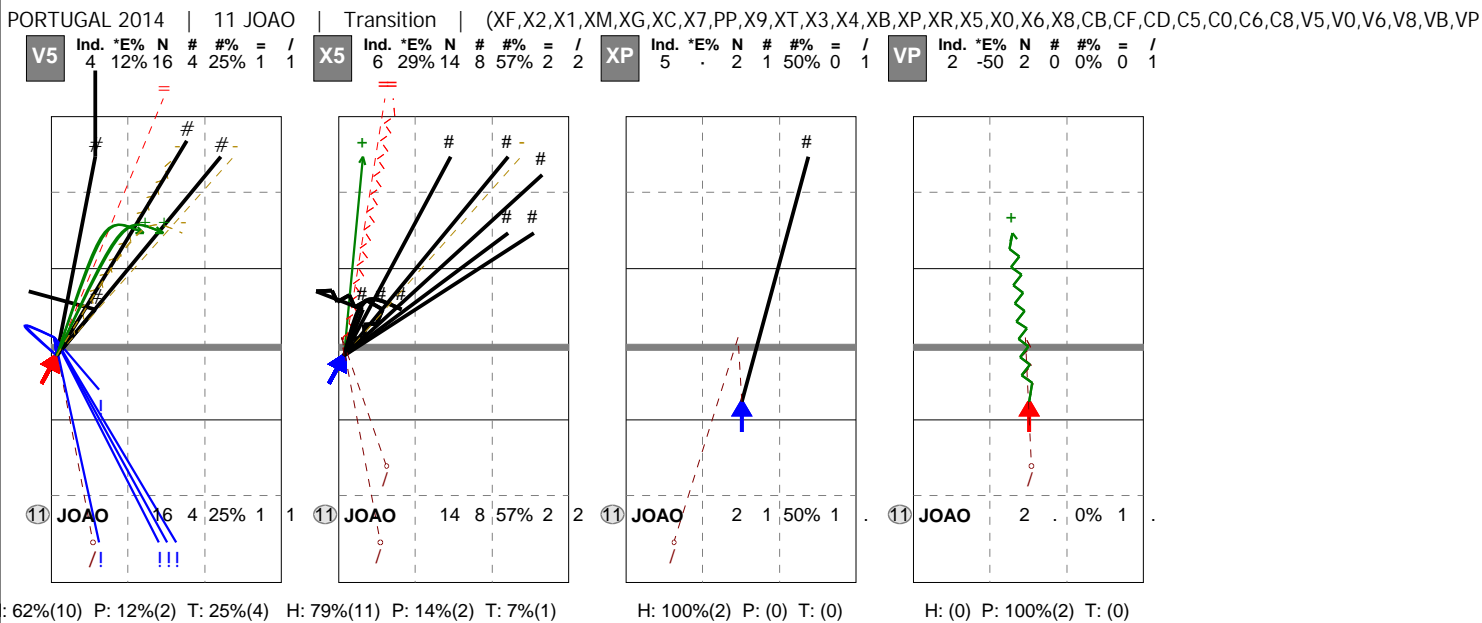 PORTUGAL 2014 | 11 JOAO | Transition | (XF,X2,X1,XM,XG,XC,X7,PP,X9,XT,X3,X4,XB,XP,XR,X5,X0,X6,X8,CB,CF,CD,C5,C0,C6,C8,V5,V0,V6,V8,VB,VP
V5 Ind. *E% N # #% = /
4 12% 16 4 25% 1 1
X5 Ind. *E% N # #% = /
6 29% 14 8 57% 2 2
XP Ind. *E% N # #% = /
5 . 2 1 50% 0 1
VP Ind. *E% N # #% = /
2 -50 2 0 0% 0 1
11 JOAO 16 4 25% 1 1
11 JOAO 14 8 57% 2 2
11 JOAO 2 1 50% 1 .
11 JOAO 2 . 0% 1 .
: 62%(10) P: 12%(2) T: 25%(4)
H: 79%(11) P: 14%(2) T: 7%(1)
H: 100%(2) P: (0) T: (0)
H: (0) P: 100%(2) T: (0)